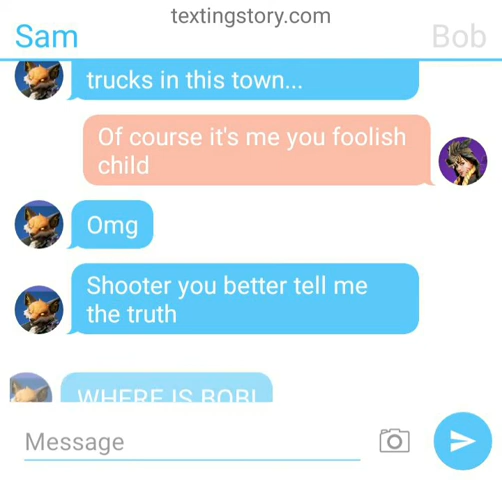 textingstory.com
Sam
Bob
trucks in this town...
Of course it's me you foolish
child
Omg
Shooter you better tell me
the truth
WHERE IS BOB!
Message